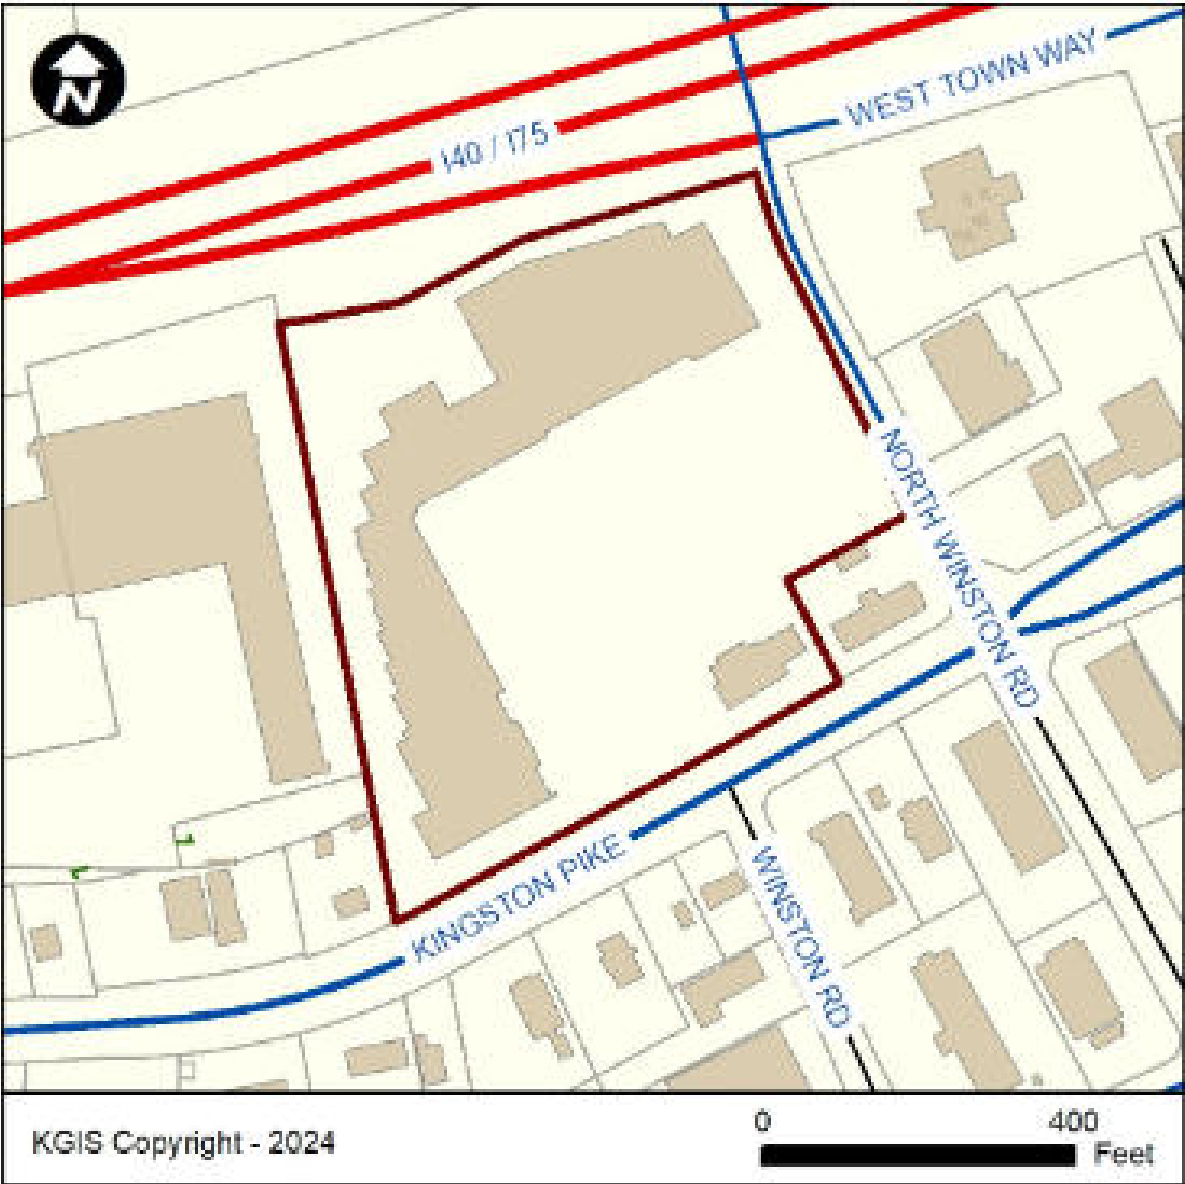 N
WEST TOWN WAY
I40 / I75
NORTH WINSTON RD
KINGSTON PIKE
WINSTON RD
KGIS Copyright - 2024
0 400
Feet